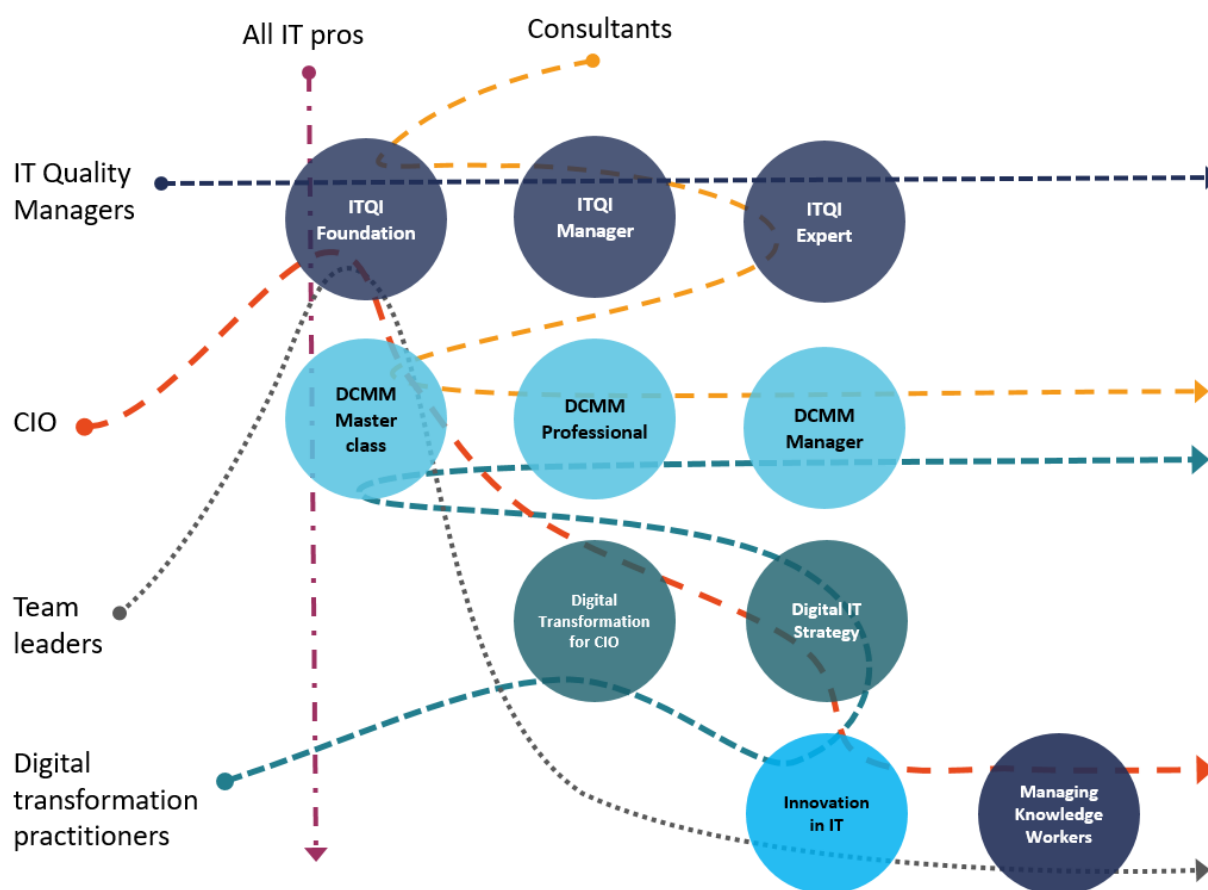 All IT pros
Consultants
IT Quality
Managers
ITQI
Foundation
ITQI
Manager
ITQI
Expert
CIO
DCMM
Master
class
DCMM
Professional
DCMM
Manager
Team
leaders
Digital
Transformation
for CIO
Digital IT
Strategy
Digital
transformation
practitioners
Innovation
in IT
Managing
Knowledge
Workers